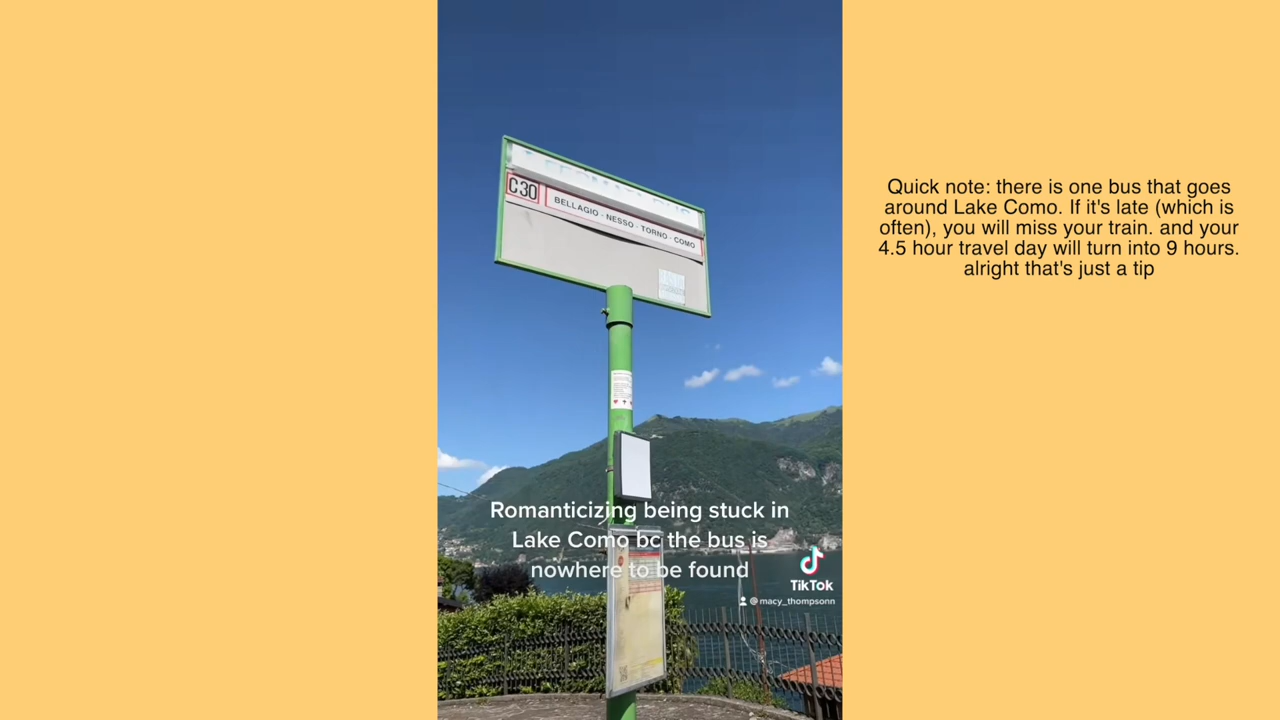 C30
BELLAGIO - NESSO - TORNO - COMO
Romanticizing being stuck in
Lake Como bc the bus is
nowhere to be found
TikTok
@macy_thompsonn
Quick note: there is one bus that goes
around Lake Como. If it's late (which is
often), you will miss your train. and your
4.5 hour travel day will turn into 9 hours.
alright that's just a tip